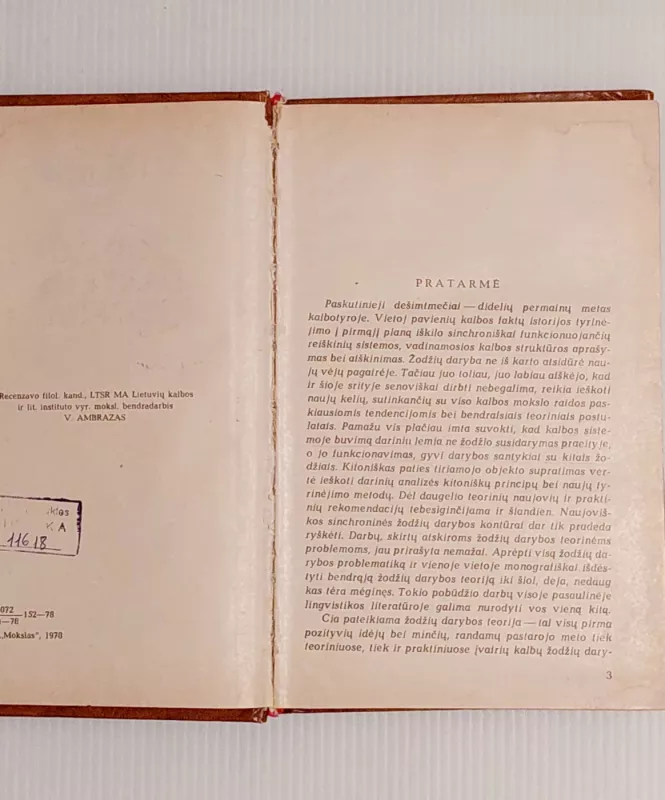 Recenzavo filol. kand., LTSR MA Lietuvių kalbos
ir lit. instituto vyr. moksl. bendradarbis
V. AMBRAZAS
K A
11618
072
—152—78
—78
„Mokslas", 1978
PRATARMĖ
Paskutinieji dešimtmečiai — didelių permainų metas
kalbotyroje. Vietoj pavienių kalbos faktų istorijos tyrinė-
jimo į pirmąjį planą iškilo sinchroniškai funkcionuojančių
reiškinių sistemos, vadinamosios kalbos struktūros aprašy-
mas bei aiškinimas. Žodžių daryba ne iš karto atsidūrė nau-
jų vėjų pagairėje. Tačiau juo toliau, juo labiau aiškėjo, kad
ir šioje srityje senoviškai dirbti nebegalima, reikia ieškoti
naujų kelių, sutinkančių su viso kalbos mokslo raidos pas-
kiausiomis tendencijomis bei bendraisiais teoriniais postu-
latais. Pamažu vis plačiau imta suvokti, kad kalbos siste-
moje buvimą darinių lemia ne žodžio susidarymas praeityje,
o jo funkcionavimas, gyvi darybos santykiai su kitais žo-
džiais. Kitoniškas paties tiriamojo objekto supratimas ver-
tė ieškoti darinių analizės kitoniškų principų bei naujų ty-
rinėjimo metodų. Dėl daugelio teorinių naujovių ir prakti-
nių rekomendacijų tebesiginčijama ir šiandien. Naujoviš-
kos sinchroninės žodžių darybos kontūrai dar tik pradeda
ryškėti. Darbų, skirtų atskiroms žodžių darybos teorinėms
problemoms, jau prirašyta nemažai. Aprėpti visą žodžių da-
rybos problematiką ir vienoje vietoje monografiškai išdės-
tyti bendrąją žodžių darybos teoriją iki šiol, deja, nedaug
kas tėra mėginęs. Tokio pobūdžio darbų visoje pasaulinėje
lingvistikos literatūroje galima nurodyti vos vieną kitą.
Čia pateikiama žodžių darybos teorija — tai visų pirma
pozityvių idėjų bei minčių, randamų pastarojo meto tiek
teoriniuose, tiek ir praktiniuose įvairių kalbų žodžių dary-
3